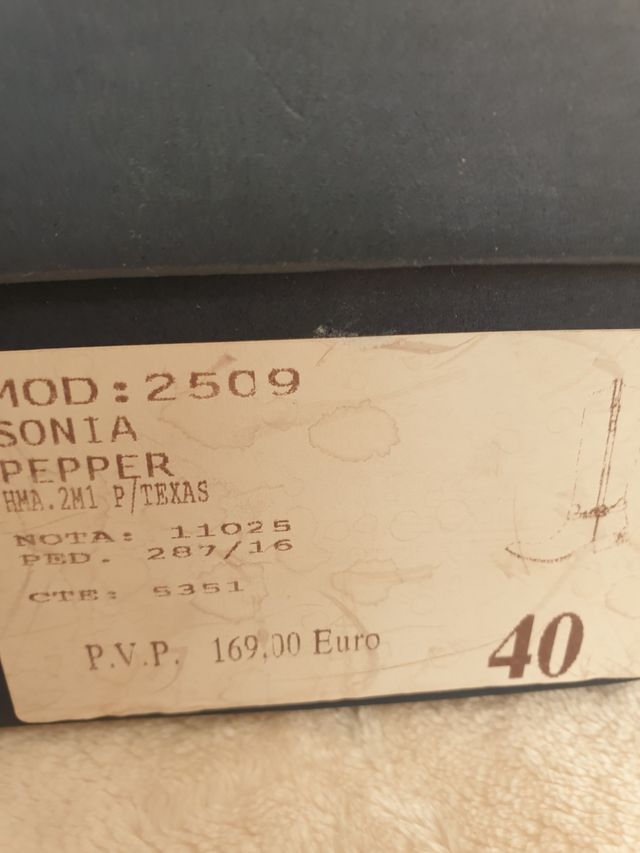 MOD:2509
SONIA
PEPPER
HMA.2M1 P/TEXAS
NOTA: 11025
PED. 287/16
CTE: 5351
P.V.P. 169,00 Euro
40